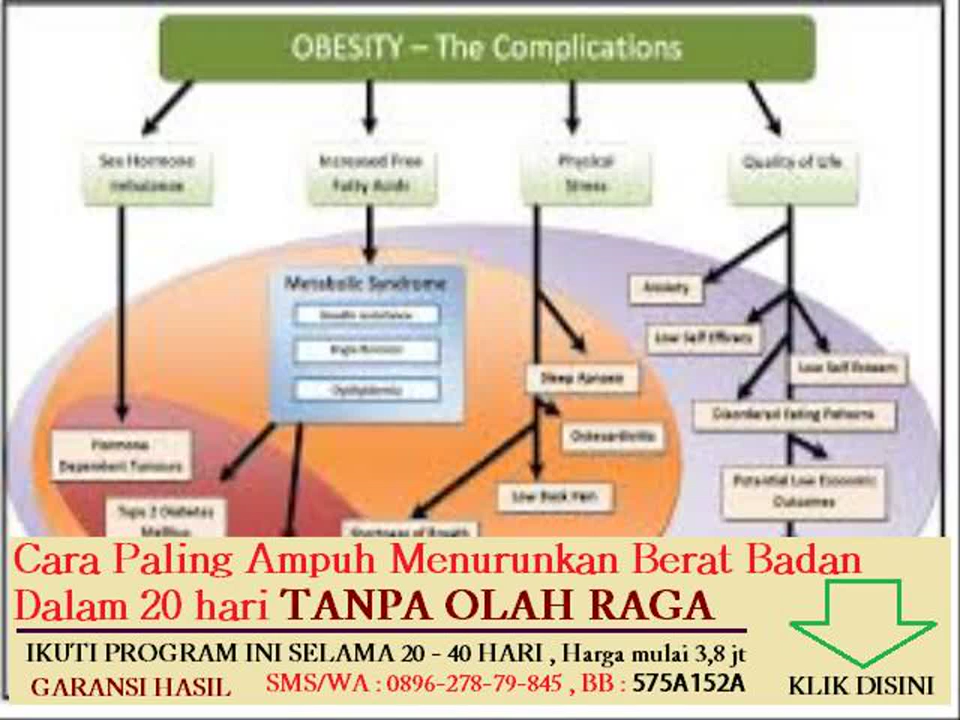 OBESITY – The Complications
Sex Hormone
Imbalance
Increased Free
Fatty Acids
Physical
Stress
Quality of Life
Metabolic Syndrome
Dyslipidemia
Anxiety
Low Self Efficacy
Low Self Esteem
Sleep Apnoea
Disordered Eating Patterns
Osteoarthritis
Hormone
Dependent Tumours
Low Back Pain
Potential Low Economic
Outcomes
Type 2 Diabetes
Mellitus
Shortness of Breath
Cara Paling Ampuh Menurunkan Berat Badan
Dalam 20 hari TANPA OLAH RAGA
IKUTI PROGRAM INI SELAMA 20 - 40 HARI , Harga mulai 3,8 jt
GARANSI HASIL
SMS/WA : 0896-278-79-845 , BB : 575A152A
KLIK DISINI